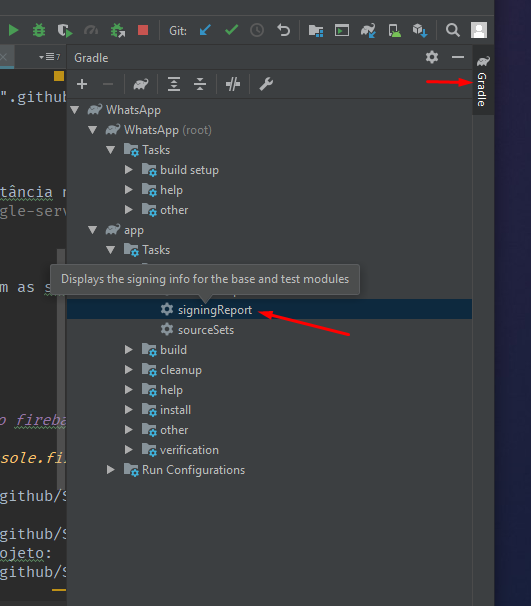 Git:
7
Gradle
Gradle
".github
WhatsApp
WhatsApp (root)
Tasks
build setup
help
other
app
Tasks
tância
gle-serv
Displays the signing info for the base and test modules
m as
signingReport
sourceSets
build
cleanup
help
install
other
verification
Run Configurations
o fireba
sole.fi
github/S
github/S
ojeto:
github/S